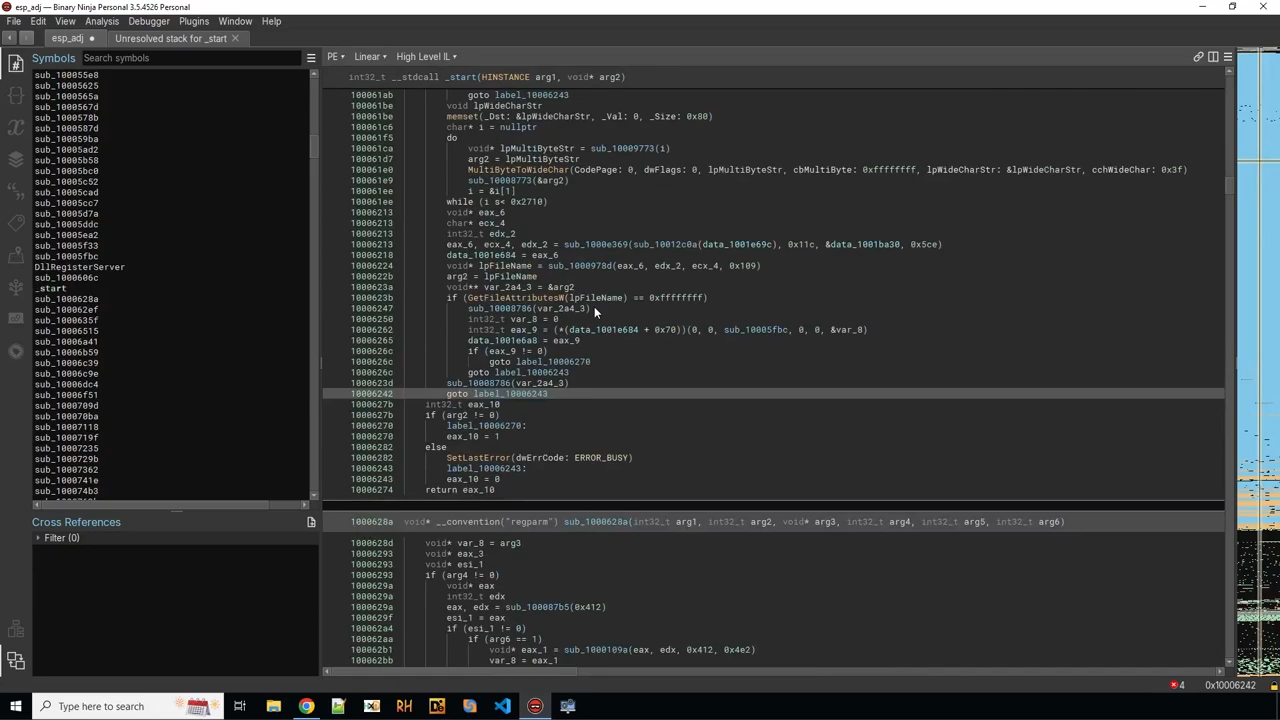 esp_adj — Binary Ninja Personal 3.5.4526 Personal
File Edit View Analysis Debugger Plugins Window Help
esp_adj
Unresolved stack for _start
Symbols
Search symbols
sub_100055e8
sub_10005625
sub_1000565a
sub_1000567d
sub_1000578b
sub_1000587d
sub_100059ba
sub_10005ad2
sub_10005b58
sub_10005bc0
sub_10005c52
sub_10005cad
sub_10005cc7
sub_10005d7a
sub_10005ddc
sub_10005ea2
sub_10005f33
sub_10005fbc
DllRegisterServer
sub_1000606c
_start
sub_1000628a
sub_100062ef
sub_1000635f
sub_10006515
sub_10006a41
sub_10006b59
sub_10006c39
sub_10006c9e
sub_10006dc4
sub_10006f51
sub_1000709d
sub_100070ba
sub_10007118
sub_1000719f
sub_10007235
sub_1000729b
sub_10007362
sub_1000741e
sub_100074b3
Cross References
Filter (0)
PE Linear High Level IL
int32_t __stdcall _start(HINSTANCE arg1, void* arg2)
100061ab goto label_10006243
100061be void lpWideCharStr
100061be memset(_Dst: &lpWideCharStr, _Val: 0, _Size: 0x80)
100061c6 char* i = nullptr
100061f5 do
100061ca void* lpMultiByteStr = sub_10009773(i)
100061d7 arg2 = lpMultiByteStr
100061e0 MultiByteToWideChar(CodePage: 0, dwFlags: 0, lpMultiByteStr, cbMultiByte: 0xffffffff, lpWideCharStr: &lpWideCharStr, cchWideChar: 0x3f)
100061e9 sub_10008773(&arg2)
100061ee i = &i[1]
100061ee while (i s< 0x2710)
10006213 void* eax_6
10006213 char* ecx_4
10006213 int32_t edx_2
10006213 eax_6, ecx_4, edx_2 = sub_1000e369(sub_10012c0a(data_1001e69c), 0x11c, &data_1001ba30, 0x5ce)
10006218 data_1001e684 = eax_6
10006224 void* lpFileName = sub_1000978d(eax_6, edx_2, ecx_4, 0x109)
1000622c arg2 = lpFileName
1000623a void** var_2a4_3 = &arg2
1000623b if (GetFileAttributesW(lpFileName) == 0xffffffff)
10006247 sub_10008786(var_2a4_3)
1000624c int32_t var_8 = 0
10006262 int32_t eax_9 = (*(data_1001e684 + 0x70))(0, 0, sub_10005fbc, 0, 0, &var_8)
10006265 data_1001e6a8 = eax_9
1000626c if (eax_9 != 0)
1000626c goto label_10006270
1000626c goto label_10006243
1000623d sub_10008786(var_2a4_3)
10006242 goto label_10006243
1000627b int32_t eax_10
1000627b if (arg2 != 0)
10006270 label_10006270:
10006270 eax_10 = 1
10006282 else
10006282 SetLastError(dwErrCode: ERROR_BUSY)
10006243 label_10006243:
10006243 eax_10 = 0
10006274 return eax_10
1000628a void* __convention("regparm") sub_1000628a(int32_t arg1, int32_t arg2, void* arg3, int32_t arg4, int32_t arg5, int32_t arg6)
1000628d void* var_8 = arg3
10006293 void* eax_3
10006293 void* esi_1
10006293 if (arg4 != 0)
1000629a void* eax
1000629a int32_t edx
1000629a eax, edx = sub_100087b5(0x412)
1000629f esi_1 = eax
100062a4 if (esi_1 != 0)
100062aa if (arg6 == 1)
100062b1 void* eax_1 = sub_1000109a(eax, edx, 0x412, 0x4e2)
100062bb var_8 = eax_1
4 0x10006242
Type here to search